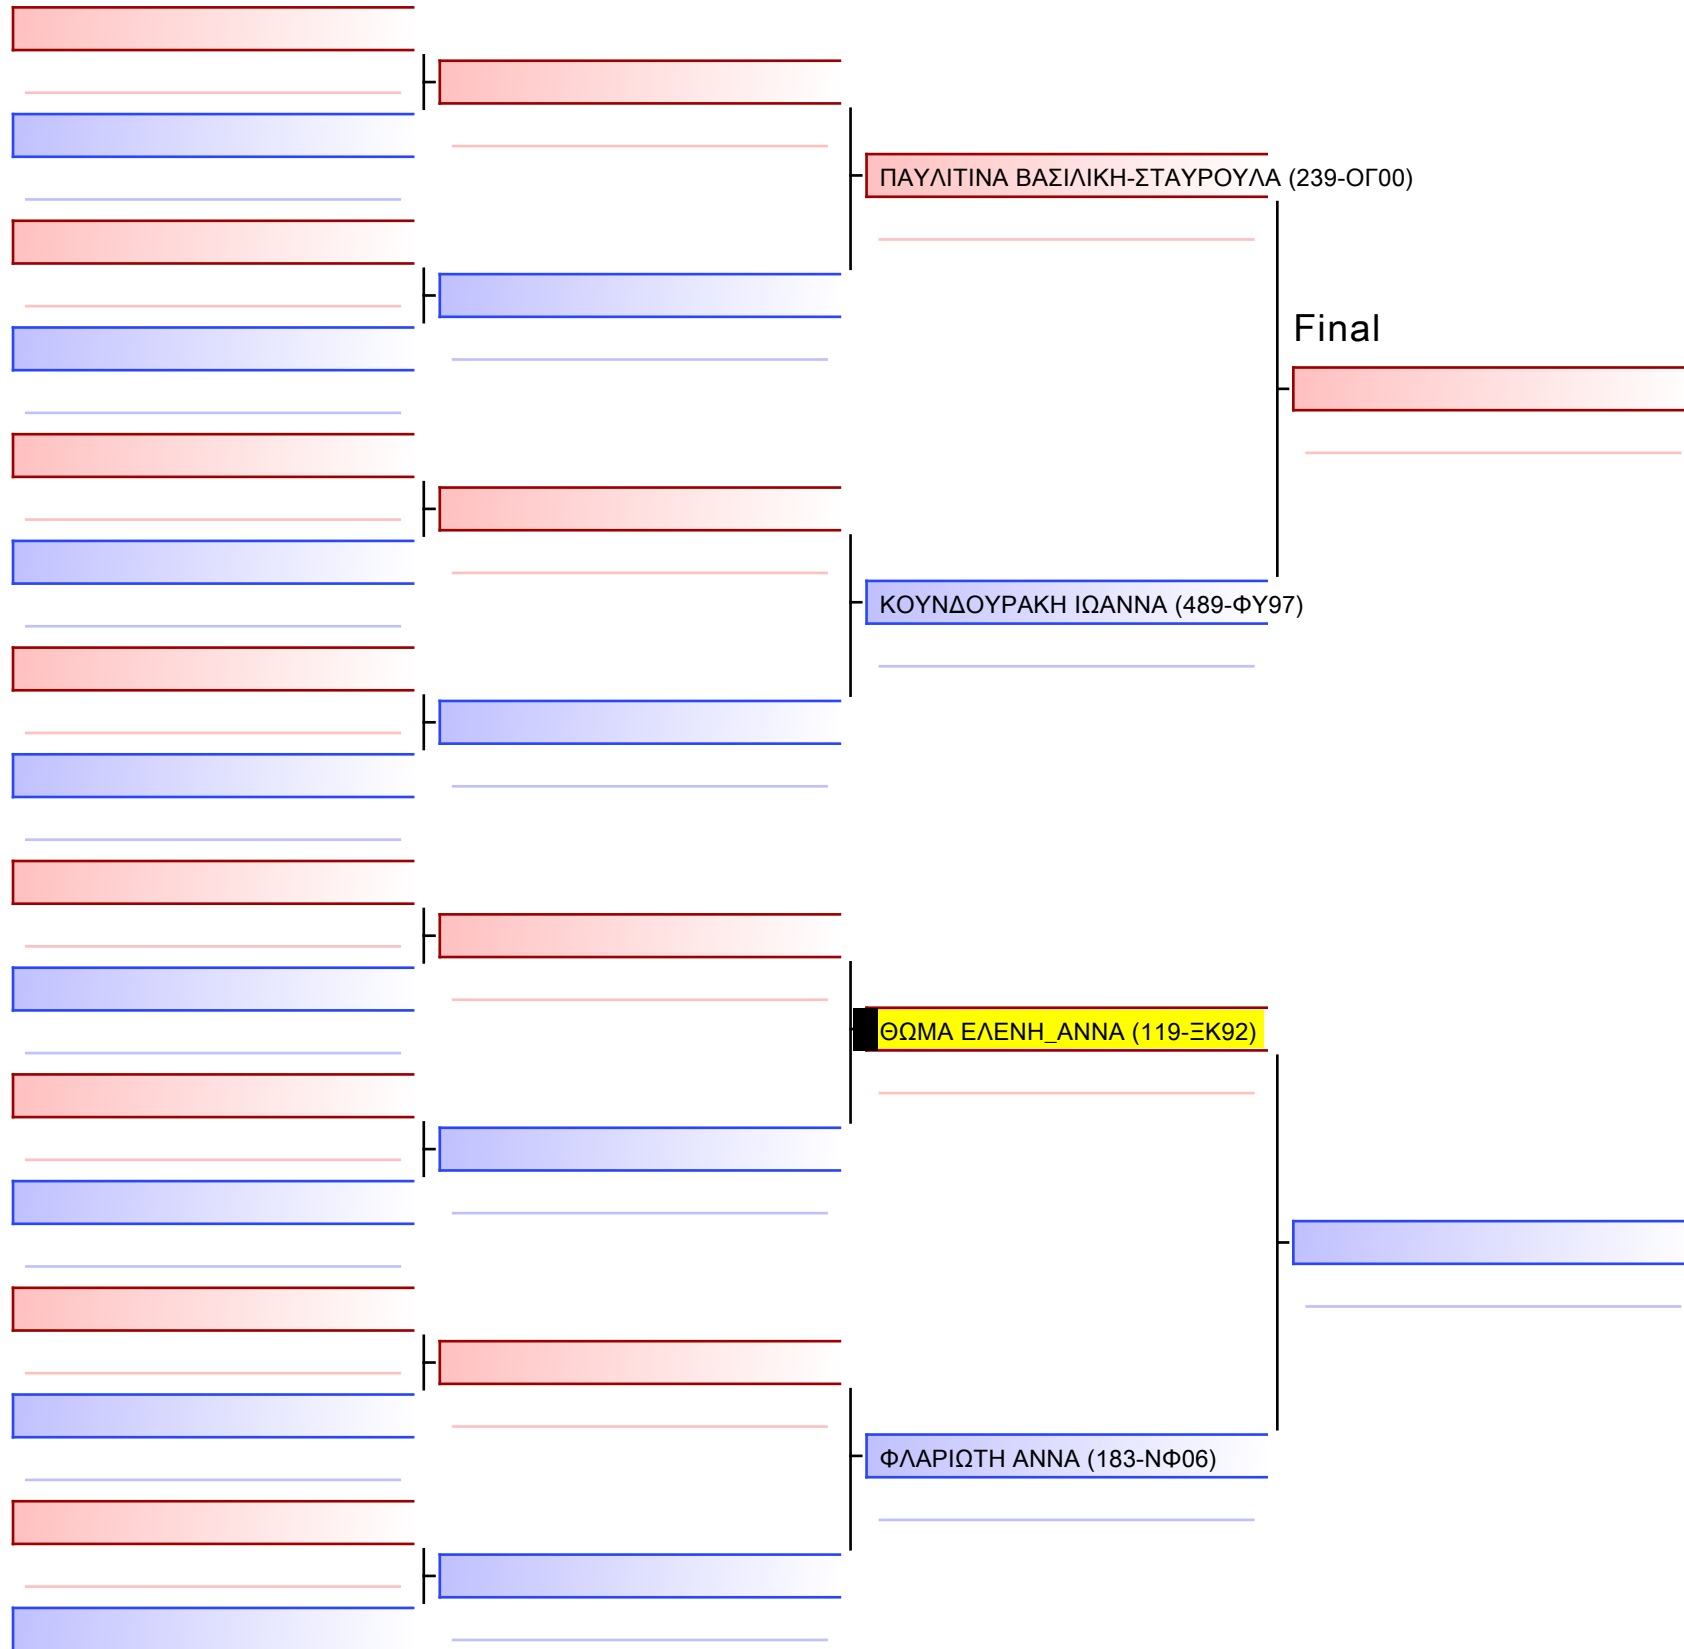 ΠΑΥΛΙΤΙΝΑ ΒΑΣΙΛΙΚΗ-ΣΤΑΥΡΟΥΛΑ (239-ΟΓ00)
Final
ΚΟΥΝΔΟΥΡΑΚΗ ΙΩΑΝΝΑ (489-ΦΥ97)
ΘΩΜΑ ΕΛΕΝΗ_ΑΝΝΑ (119-ΞΚ92)
ΦΛΑΡΙΩΤΗ ΑΝΝΑ (183-ΝΦ06)